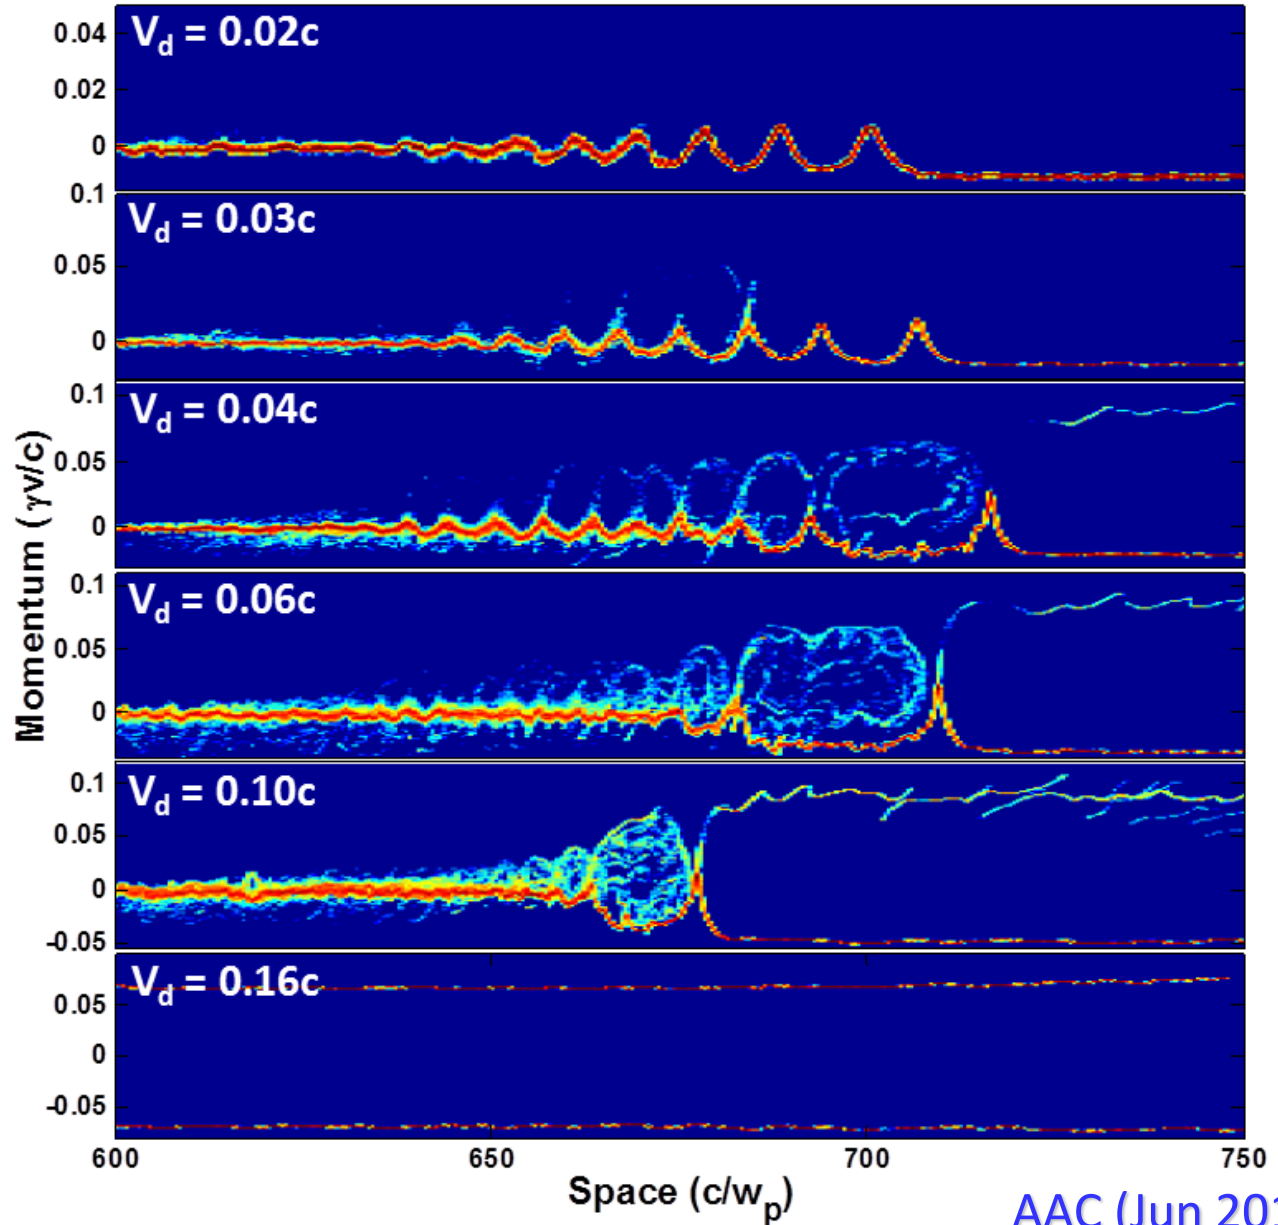 V_d = 0.02c
0.04
0.02
0
V_d = 0.03c
0.1
0.05
0
V_d = 0.04c
0.1
0.05
0
V_d = 0.06c
0.1
0.05
0
V_d = 0.10c
0.1
0.05
0
-0.05
V_d = 0.16c
0.05
0
-0.05
Momentum (γv/c)
600 650 700 750
Space (c/w_p)
AAC (Jun 201